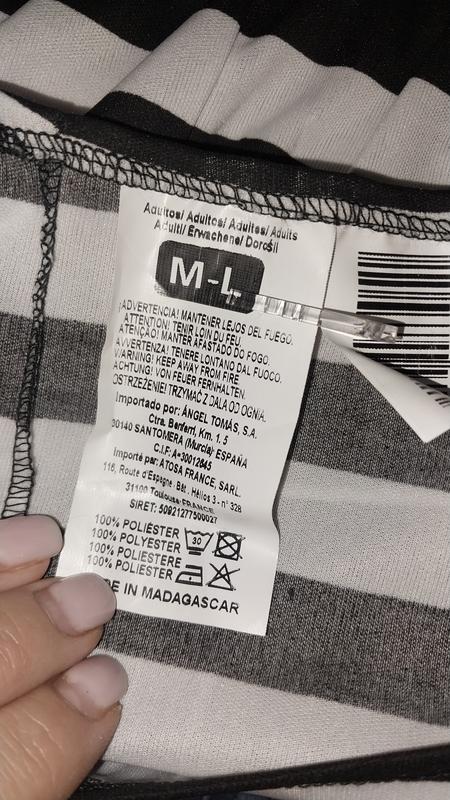 Adultos/ Adultos/ Adultes/ Adults
Adulti/ Erwachene/ Dorośli
M-L
¡ADVERTENCIA! MANTENER LEJOS DEL FUEGO.
ATTENTION! TENIR LOIN DU FEU.
ATENÇAO! MANTER AFASTADO DO FOGO.
AVVERTENZA! TENERE LONTANO DAL FUOCO.
WARNING! KEEP AWAY FROM FIRE
ACHTUNG! VON FEUER FERNHALTEN.
OSTRZEŻENIE! TRZYMAĆ Z DALA OD OGNIA.
Importado por: ÁNGEL TOMÁS, S.A.
Ctra. Benferri, Km. 1.5
30140 SANTOMERA (Murcia) ESPAÑA
C.I.F: A-30012845
Importé par: ATOSA FRANCE, SARL.
116, Route d'Espagne. Bât. Hélios 3 - n° 328
31100 Toulouse FRANCE
SIRET: 50921277500027
100% POLIÉSTER
30
100% POLYESTER
100% POLIESTERE
100% POLIESTER
DE IN MADAGASCAR